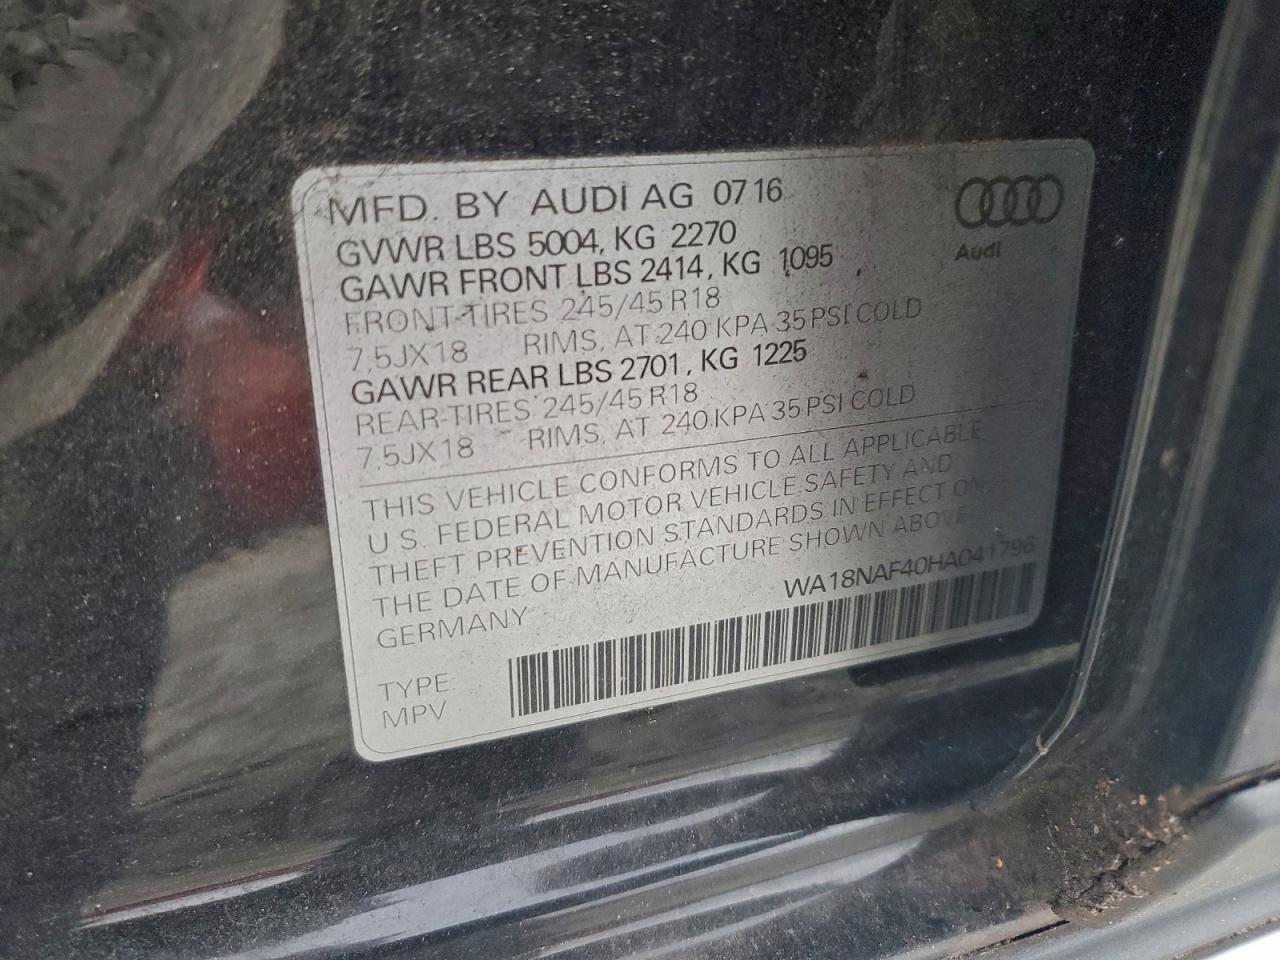 MFD. BY AUDI AG 0716
GVWR LBS 5004, KG 2270
GAWR FRONT LBS 2414, KG 1095
FRONT-TIRES 245/45 R18
7,5JX18 RIMS, AT 240 KPA 35 PSI COLD
GAWR REAR LBS 2701, KG 1225
REAR-TIRES 245/45 R18
7,5JX18 RIMS, AT 240 KPA 35 PSI COLD
THIS VEHICLE CONFORMS TO ALL APPLICABLE
U.S. FEDERAL MOTOR VEHICLE SAFETY AND
THEFT PREVENTION STANDARDS IN EFFECT ON
THE DATE OF MANUFACTURE SHOWN ABOVE
GERMANY
WA18NAF40HA041796
TYPE:
MPV
Audi